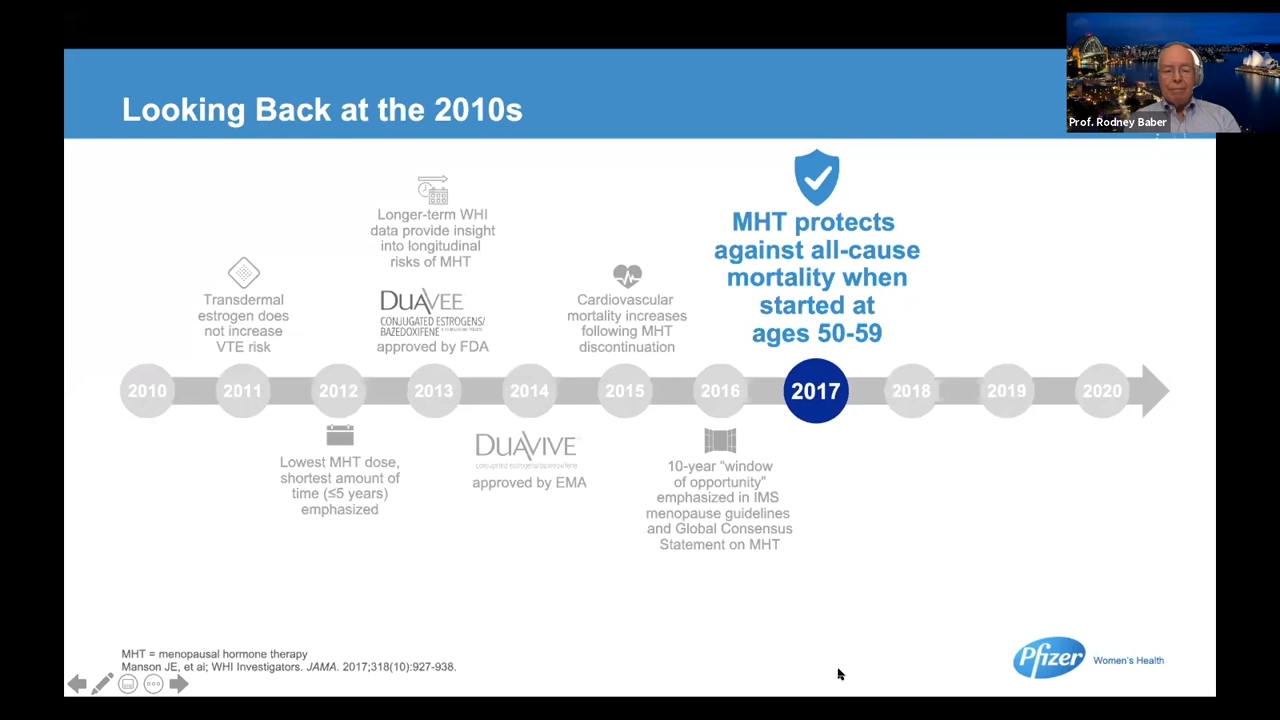 Looking Back at the 2010s
Prof. Rodney Baber
Transdermal
estrogen does
not increase
VTE risk
Longer-term WHI
data provide insight
into longitudinal
risks of MHT
DUAVEE
CONJUGATED ESTROGENS/
BAZEDOXIFENE
approved by FDA
Cardiovascular
mortality increases
following MHT
discontinuation
MHT protects
against all-cause
mortality when
started at
ages 50-59
2010 2011 2012 2013 2014 2015 2016 2017 2018 2019 2020
Lowest MHT dose,
shortest amount of
time (≤5 years)
emphasized
DUAVIVE
conjugated estrogens/bazedoxifene
approved by EMA
10-year “window
of opportunity”
emphasized in IMS
menopause guidelines
and Global Consensus
Statement on MHT
MHT = menopausal hormone therapy
Manson JE, et al; WHI Investigators. JAMA. 2017;318(10):927-938.
Pfizer Women's Health